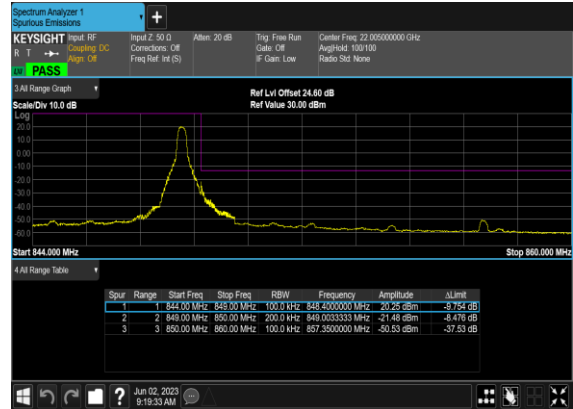 Spectrum Analyzer 1
Spurious Emissions
KEYSIGHT Input: RF Input Z: 50 Ω Atten: 20 dB Trig: Free Run Center Freq: 22.005000000 GHz
R T Coupling: DC Corrections: Off Gate: Off Avg|Hold: 100/100
Align: Off Freq Ref: Int (S) IF Gain: Low Radio Std: None
PASS
3 All Range Graph
Ref Lvl Offset 24.60 dB
Scale/Div 10.0 dB Ref Value 30.00 dBm
Log
20.0
10.0
0.00
-10.0
-20.0
-30.0
-40.0
-50.0
-60.0
Start 844.000 MHz Stop 860.000 MHz
4 All Range Table
Spur Range Start Freq Stop Freq RBW Frequency Amplitude ΔLimit
1 1 844.00 MHz 849.00 MHz 100.0 kHz 848.4000000 MHz 20.25 dBm -9.754 dB
2 2 849.00 MHz 850.00 MHz 200.0 kHz 849.0033333 MHz -21.48 dBm -8.476 dB
3 3 850.00 MHz 860.00 MHz 100.0 kHz 857.3500000 MHz -50.53 dBm -37.53 dB
?
Jun 02, 2023
9:19:33 AM